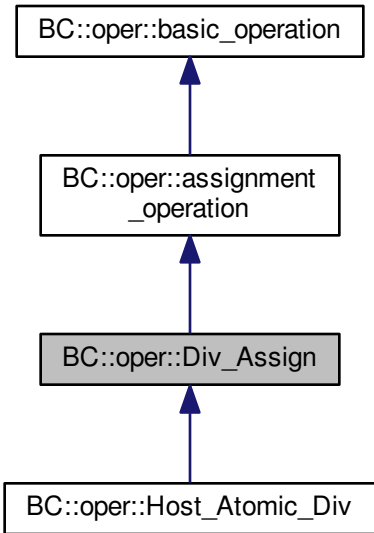 BC::oper::basic_operation
BC::oper::assignment
_operation
BC::oper::Div_Assign
BC::oper::Host_Atomic_Div